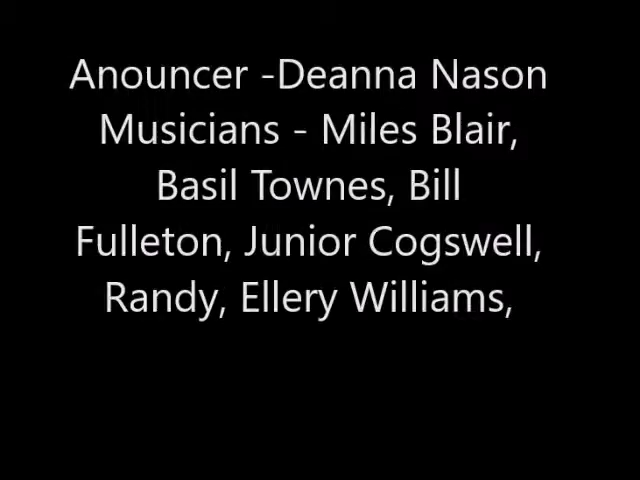 Anouncer -Deanna Nason
Musicians - Miles Blair,
Basil Townes, Bill
Fulleton, Junior Cogswell,
Randy, Ellery Williams,